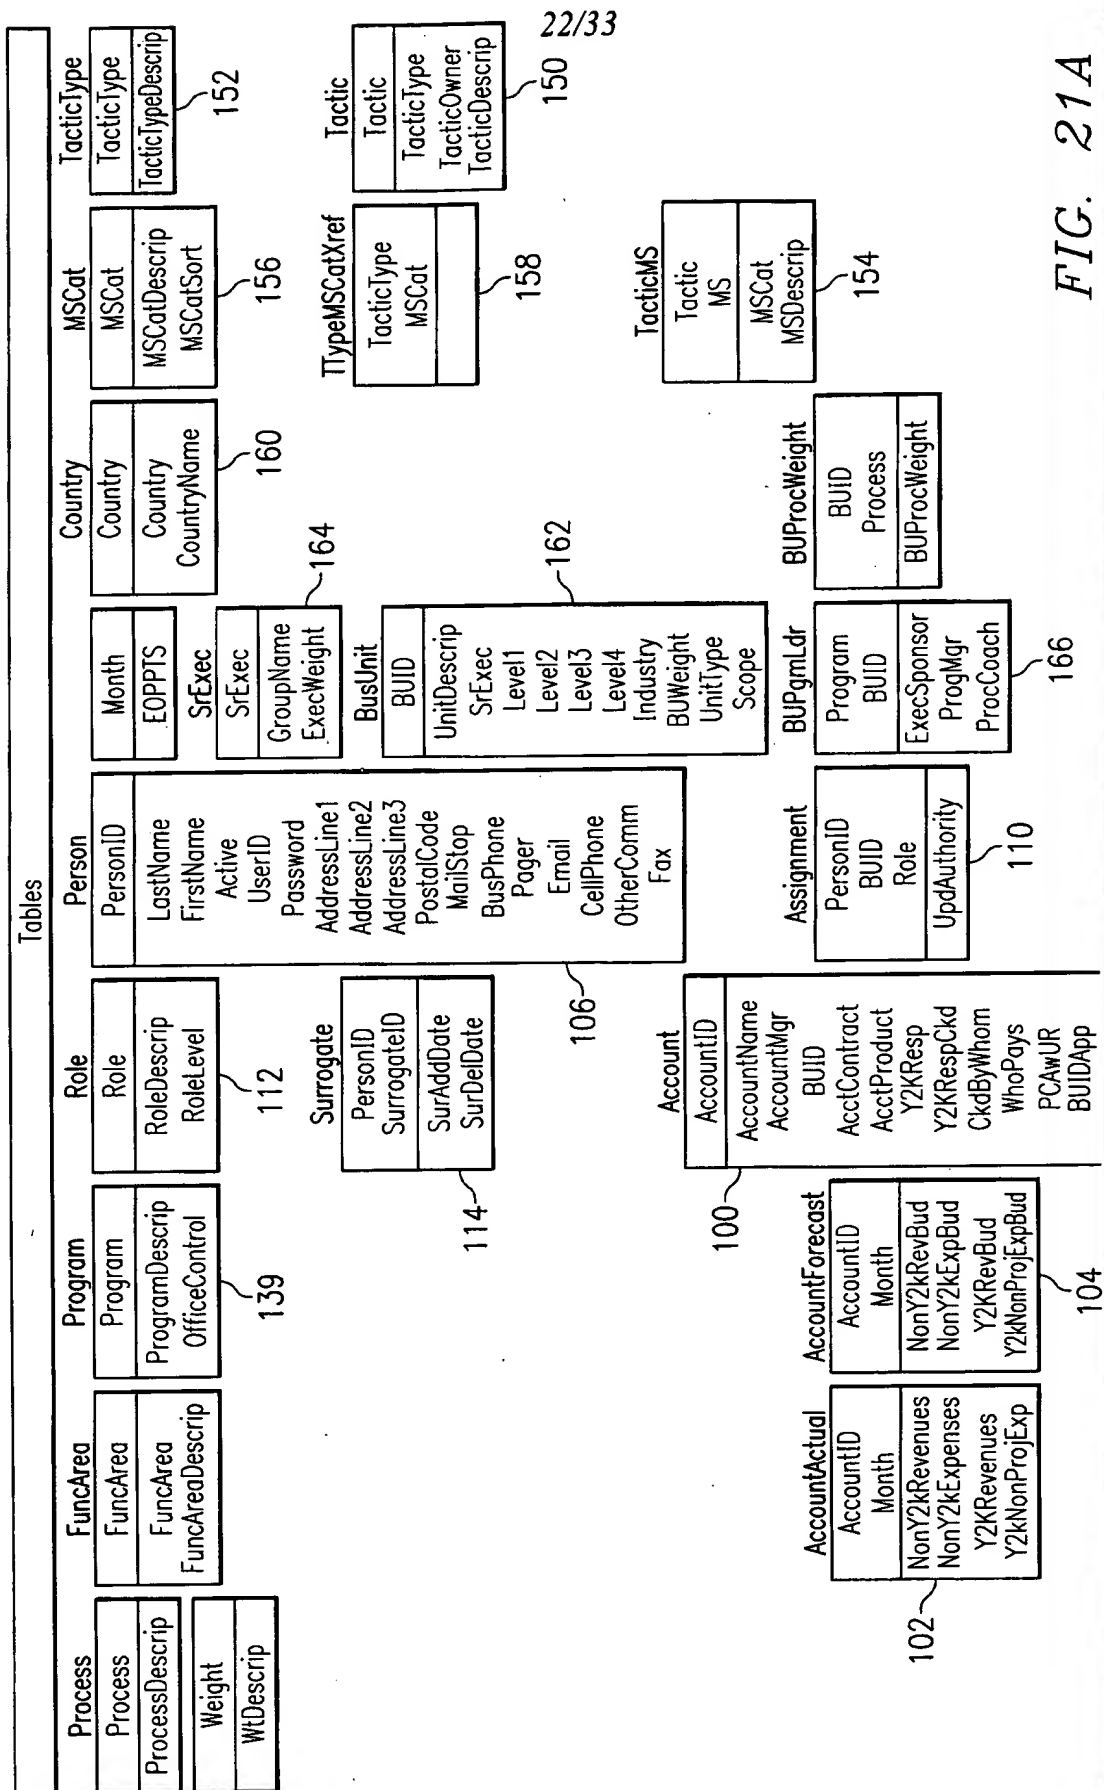 22/33
Tables
Process
Process
ProcessDescrip
Weight
WtDescrip
FuncArea
FuncArea
FuncArea
FuncAreaDescrip
Program
Program
ProgramDescrip
OfficeControl
139
Role
Role
RoleDescrip
RoleLevel
112
Surrogate
PersonID
SurrogateID
SurAddDate
SurDelDate
114
Person
PersonID
LastName
FirstName
Active
UserID
Password
AddressLine1
AddressLine2
AddressLine3
PostalCode
MailStop
BusPhone
Pager
Email
CellPhone
OtherComm
Fax
106
Month
EOPPTS
SrExec
SrExec
GroupName
ExecWeight
164
BusUnit
BUID
UnitDescrip
SrExec
Level1
Level2
Level3
Level4
Industry
BUWeight
UnitType
Scope
162
Country
Country
Country
CountryName
160
MSCat
MSCat
MSCatDescrip
MSCatSort
156
TacticType
TacticType
TacticTypeDescrip
152
TTypeMSCatXref
TacticType
MSCat
158
Tactic
Tactic
TacticType
TacticOwner
TacticDescrip
150
TacticMS
Tactic
MS
MSCat
MSDescrip
154
AccountActual
AccountID
Month
NonY2kRevenues
NonY2kExpenses
Y2KRevenues
Y2kNonProjExp
102
AccountForecast
AccountID
Month
NonY2kRevBud
NonY2kExpBud
Y2KRevBud
Y2kNonProjExpBud
104
Account
AccountID
AccountName
AccountMgr
BUID
AcctContract
AcctProduct
Y2KResp
Y2KRespCkd
CkdByWhom
WhoPays
PCAwUR
BUIDApp
100
Assignment
PersonID
BUID
Role
UpdAuthority
110
BUPgmLdr
Program
BUID
ExecSponsor
ProgMgr
ProcCoach
166
BUProcWeight
BUID
Process
BUProcWeight
FIG. 21A